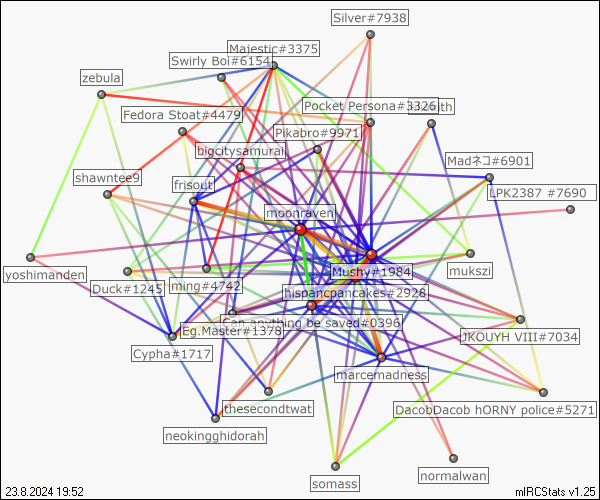 Silver#7938
Majestic#3375
Swirly Boi#6154
zebula
Pocket Persona#3326
Fedora Stoat#4479
Pikabro#9971
bigcitysamurai
Madネコ#6901
shawntee9
frisout
LPK2387 #7690
moonraven
yoshimanden
Duck#1245
ming#4742
Mushy#1984
mukszi
hispancpancakes#2928
Can anything be saved#0396
Eg.Master#1378
JKOUYH VIII#7034
Cypha#1717
marcemadness
thesecondtwat
DacobDacob hORNY police#5271
neokingghidorah
somass
normalwan
23.8.2024 19:52
mIRCStats v1.25